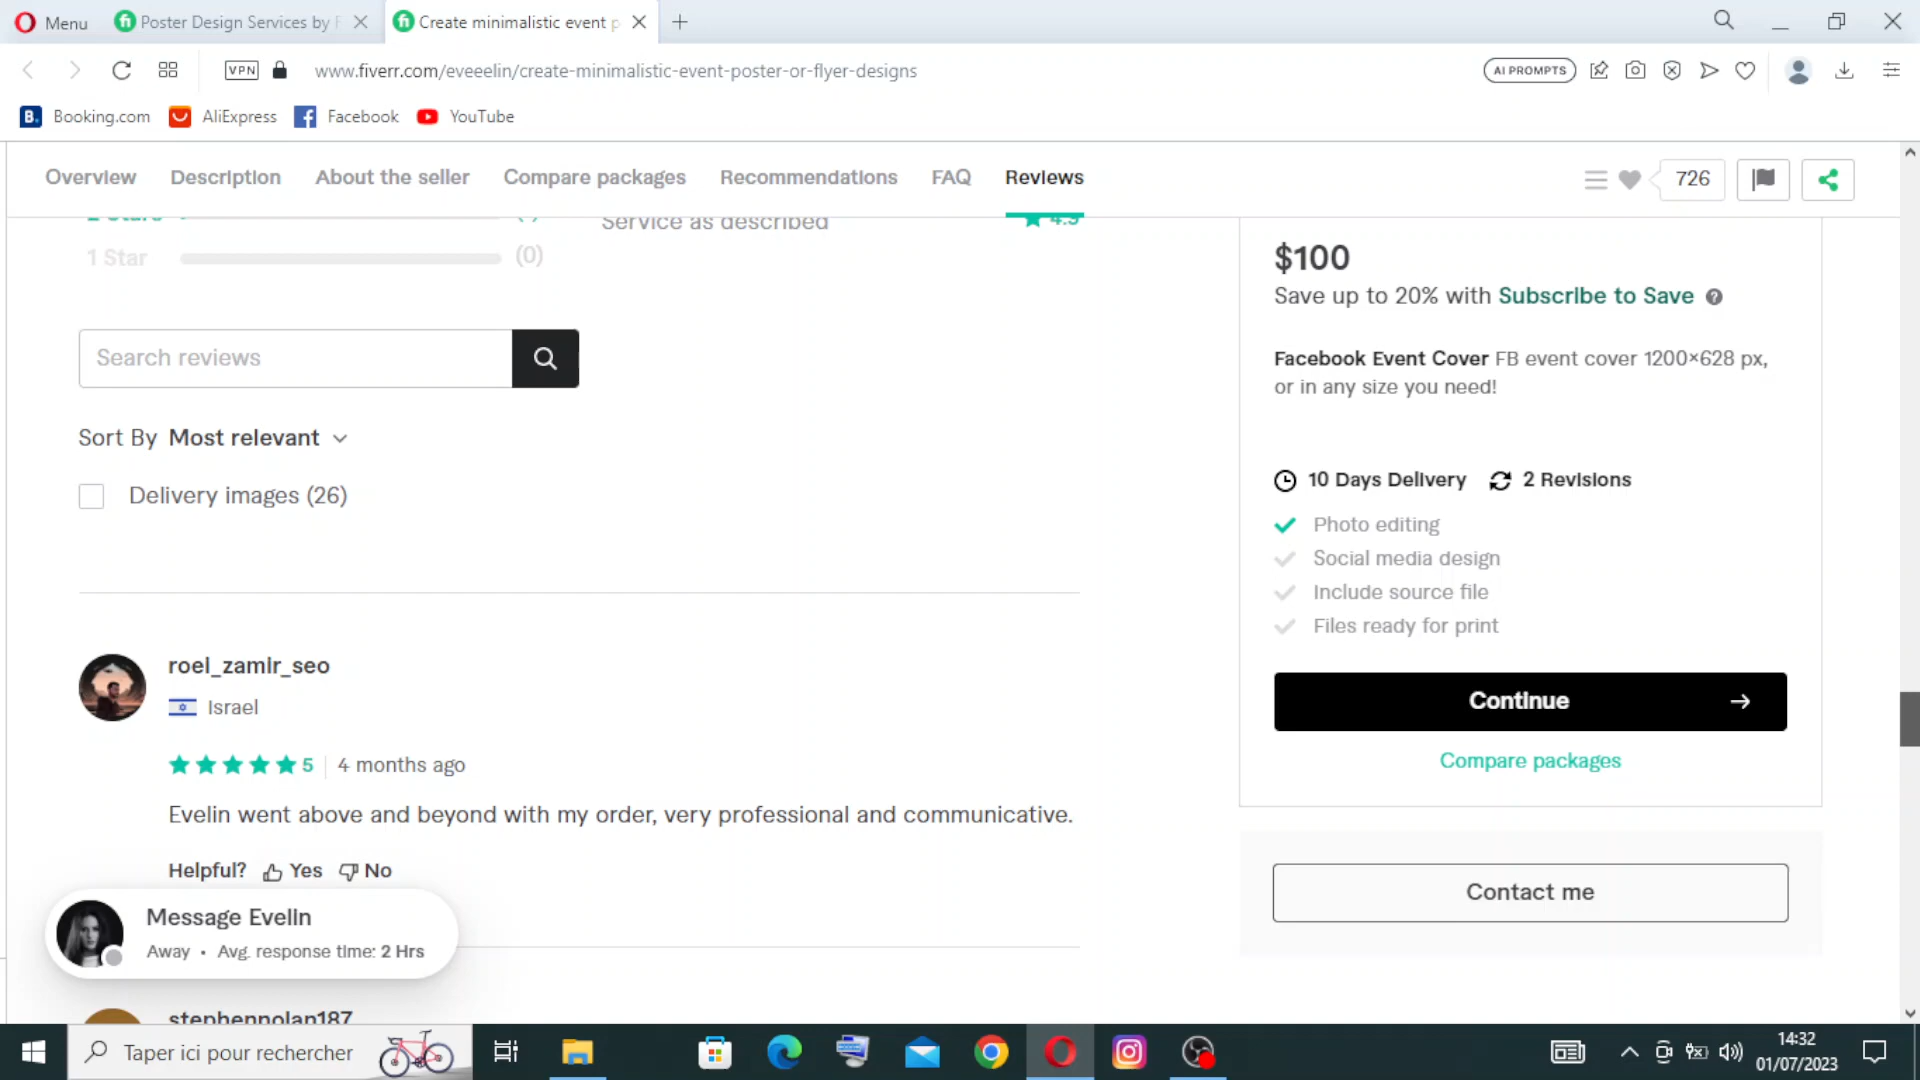 Menu
Poster Design Services by F
Create minimalistic event p
VPN
www.fiverr.com/eveeelin/create-minimalistic-event-poster-or-flyer-designs
AI PROMPTS
B. Booking.com
AliExpress
Facebook
YouTube
Overview
Description
About the seller
Compare packages
Recommendations
FAQ
Reviews
726
Service as described
4.9
1 Star
(0)
Search reviews
Sort By Most relevant
Delivery images (26)
roel_zamir_seo
Israel
5
4 months ago
Evelin went above and beyond with my order, very professional and communicative.
Helpful? Yes No
Message Evelin
Away • Avg. response time: 2 Hrs
stephennolan187
$100
Save up to 20% with Subscribe to Save
Facebook Event Cover FB event cover 1200×628 px,
or in any size you need!
10 Days Delivery
2 Revisions
Photo editing
Social media design
Include source file
Files ready for print
Continue
Compare packages
Contact me
Taper ici pour rechercher
14:32
01/07/2023